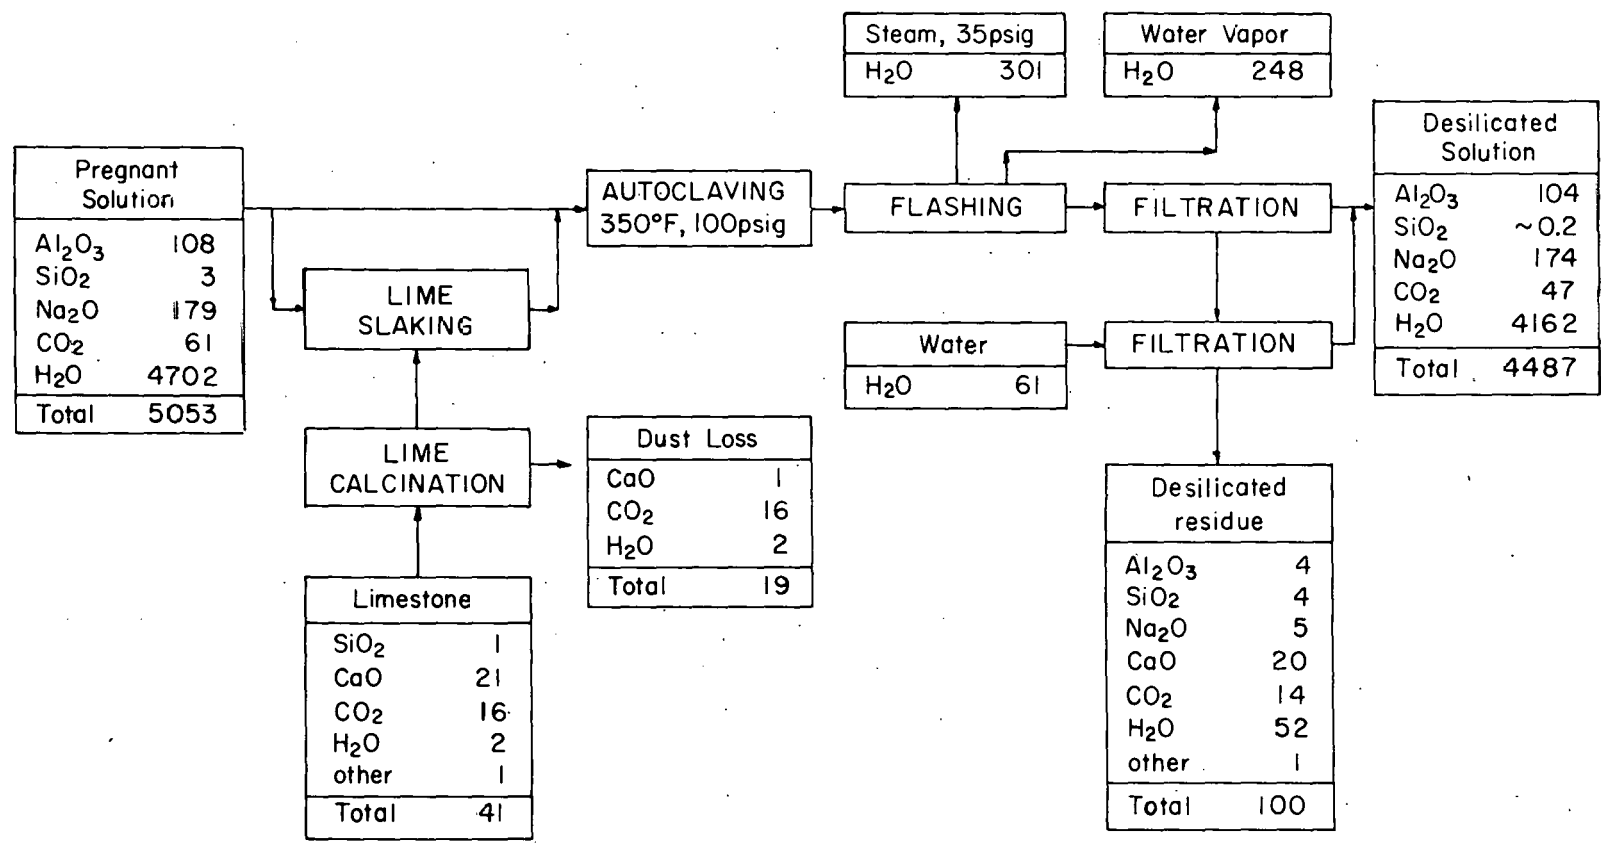 Steam, 35psig
H₂O 301
Water Vapor
H₂O 248
Pregnant
Solution
Al₂O₃ 108
SiO₂ 3
Na₂O 179
CO₂ 61
H₂O 4702
Total 5053
AUTOCLAVING
350°F, 100psig
FLASHING
FILTRATION
Desilicated
Solution
Al₂O₃ 104
SiO₂ ~0.2
Na₂O 174
CO₂ 47
H₂O 4162
Total 4487
LIME
SLAKING
Water
H₂O 61
FILTRATION
LIME
CALCINATION
Dust Loss
CaO 1
CO₂ 16
H₂O 2
Total 19
Limestone
SiO₂ 1
CaO 21
CO₂ 16
H₂O 2
other 1
Total 41
Desilicated
residue
Al₂O₃ 4
SiO₂ 4
Na₂O 5
CaO 20
CO₂ 14
H₂O 52
other 1
Total 100